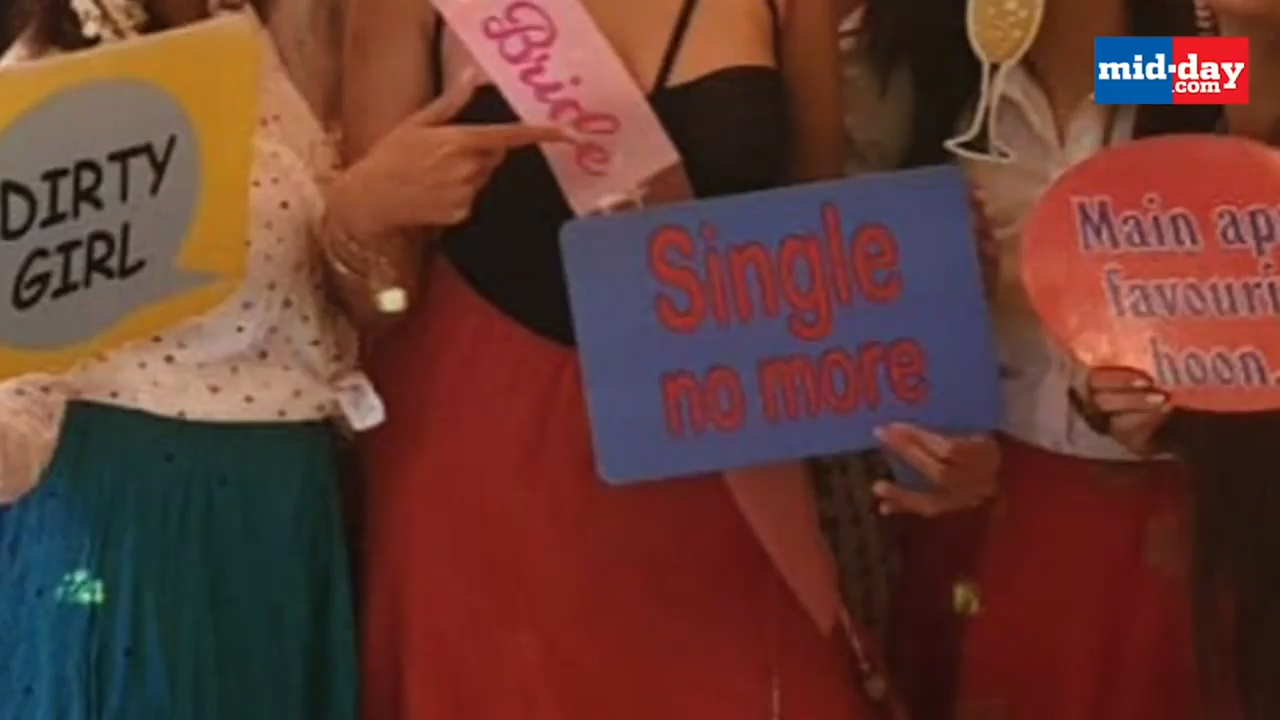 Bride
mid-day
.com
DIRTY
GIRL
Single
no more
Main ap
favouri
hoon.